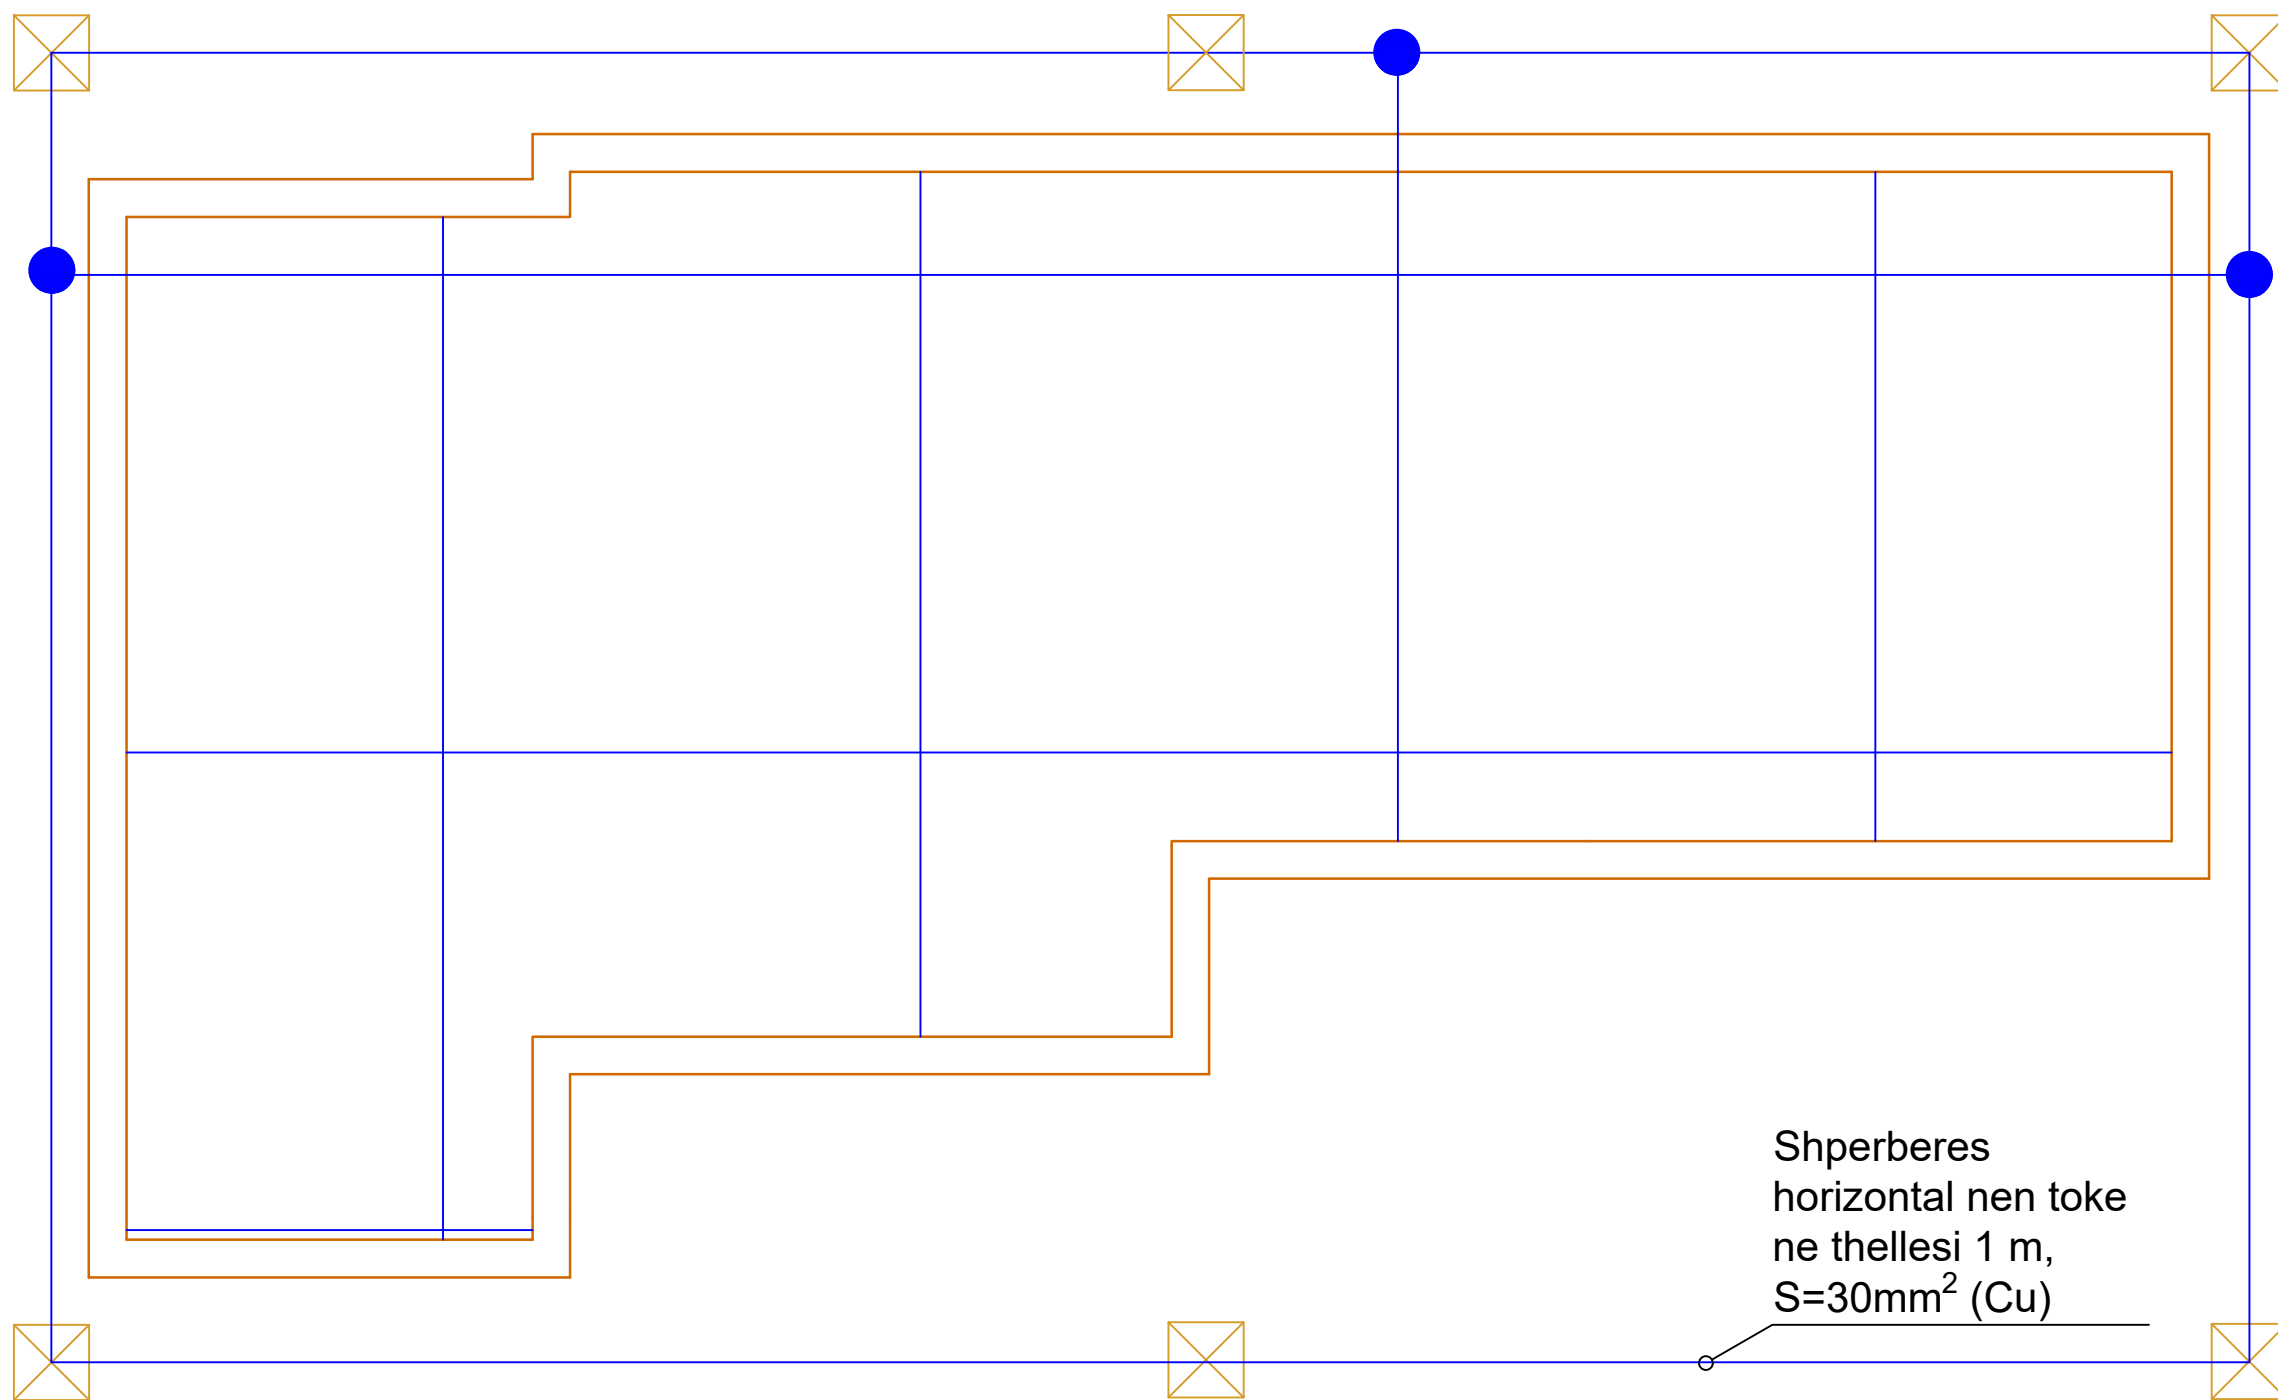 Shperberes
horizontal nen toke
ne thellesi 1 m,
S=30mm² (Cu)